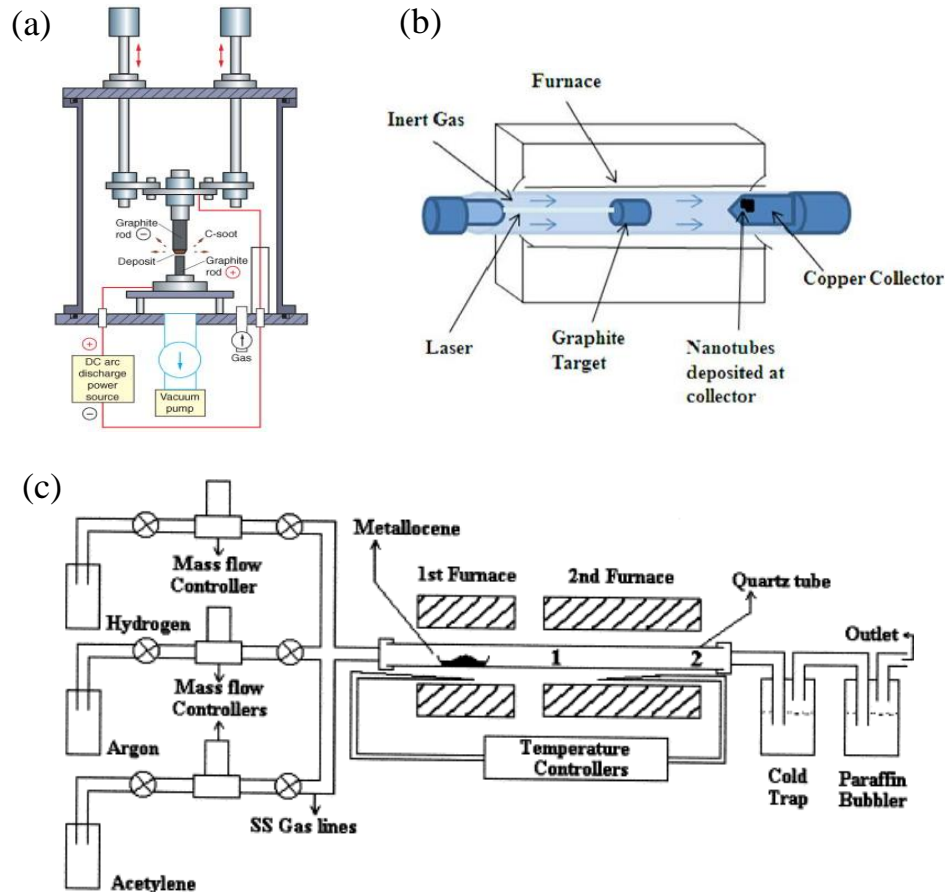 (a)
Graphite
rod ⊖
C-soot
Deposit
Graphite
rod ⊕
⊕
DC arc
discharge
power
source
⊖
Vacuum
pump
Gas
(b)
Furnace
Inert Gas
Laser
Graphite
Target
Nanotubes
deposited at
collector
Copper Collector
(c)
Metallocene
Mass flow
Controller
1st Furnace
2nd Furnace
Quartz tube
Hydrogen
Outlet
1
2
Mass flow
Controllers
Argon
Temperature
Controllers
Cold
Trap
Paraffin
Bubbler
SS Gas lines
Acetylene